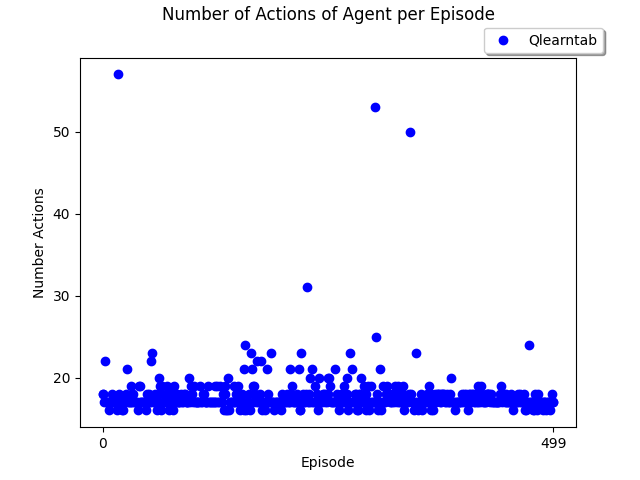 Number of Actions of Agent per Episode
Qlearntab
50
40
30
20
Number Actions
0
499
Episode